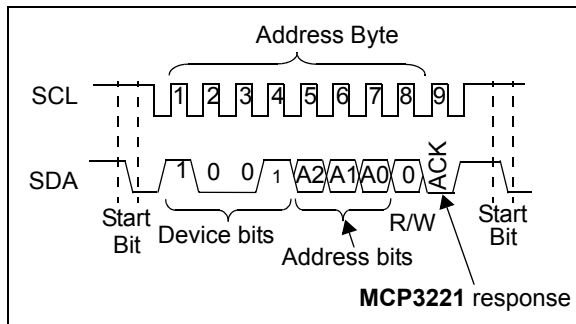 Address Byte
SCL 1 2 3 4 5 6 7 8 9
SDA 1 0 0 1 A2 A1 A0 0 ACK
Start Bit
Device bits
Address bits
R/W
Start Bit
MCP3221 response